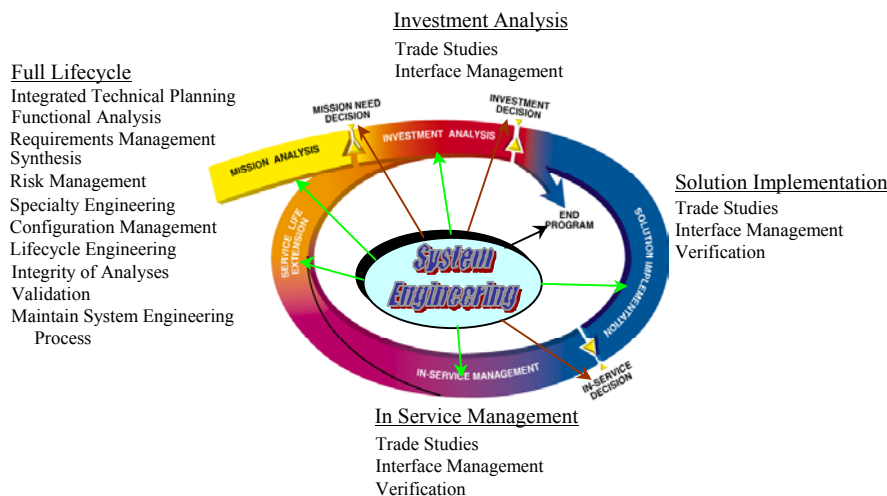 Investment Analysis
Trade Studies
Interface Management
Full Lifecycle
Integrated Technical Planning
Functional Analysis
Requirements Management
Synthesis
Risk Management
Specialty Engineering
Configuration Management
Lifecycle Engineering
Integrity of Analyses
Validation
Maintain System Engineering
Process
MISSION NEED
DECISION
INVESTMENT
DECISION
MISSION ANALYSIS
INVESTMENT ANALYSIS
SERVICE LIFE
EXTENSION
END
PROGRAM
SOLUTION IMPLEMENTATION
System
Engineering
IN-SERVICE MANAGEMENT
IN-SERVICE
DECISION
Solution Implementation
Trade Studies
Interface Management
Verification
In Service Management
Trade Studies
Interface Management
Verification